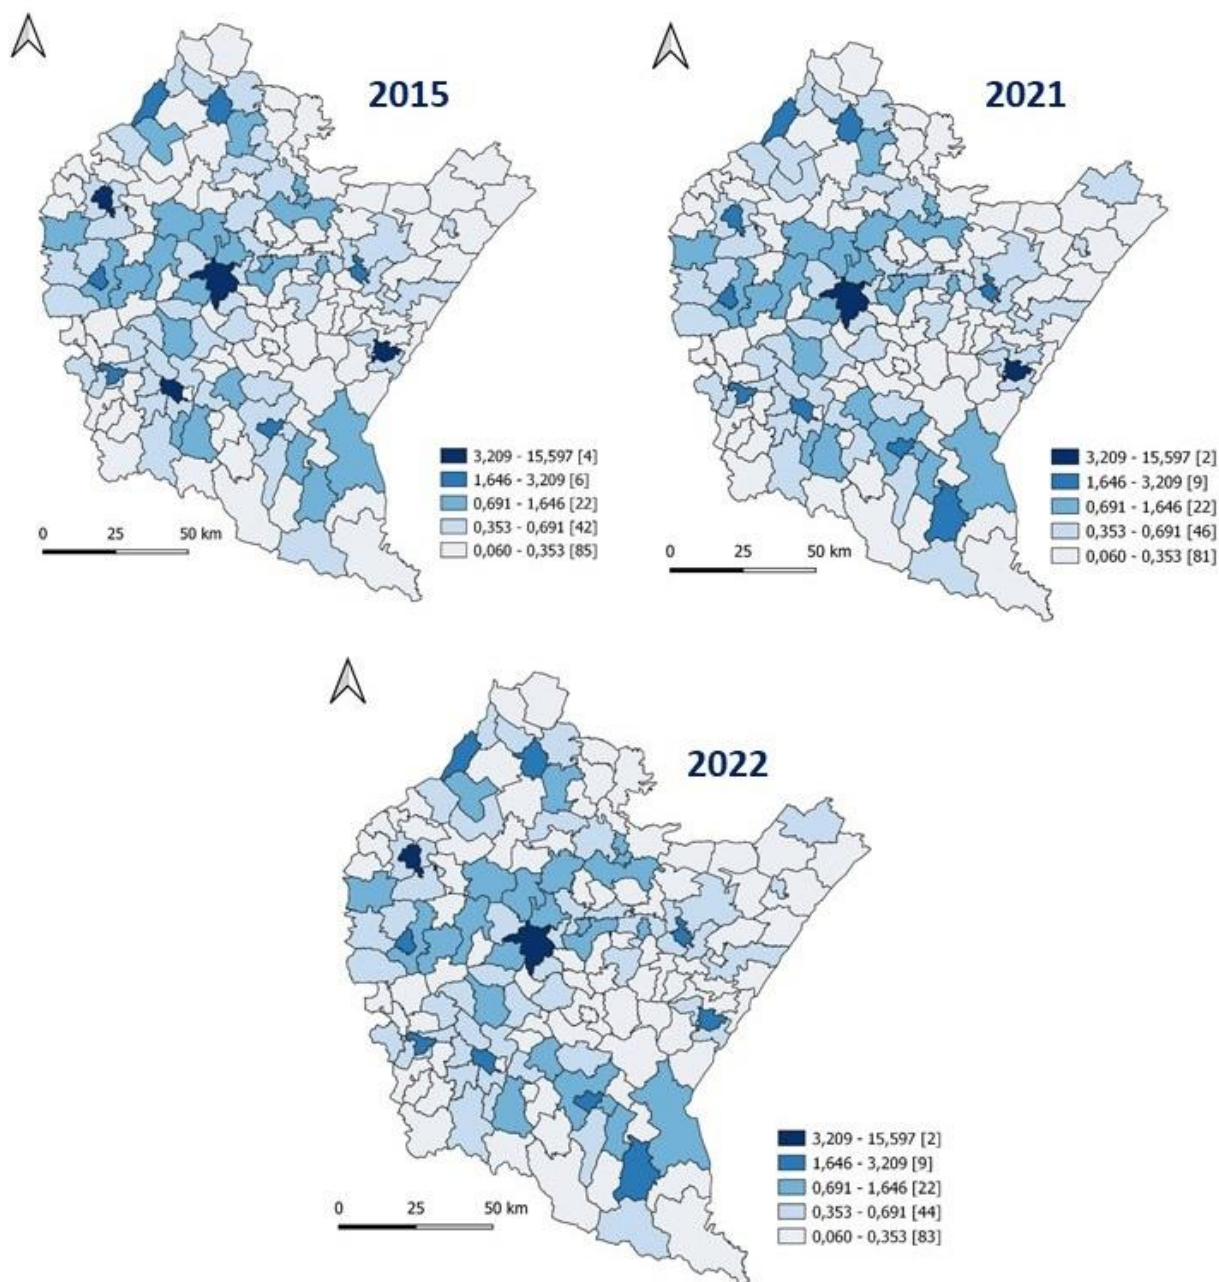 2015
3,209 - 15,597 [4]
1,646 - 3,209 [6]
0,691 - 1,646 [22]
0,353 - 0,691 [42]
0,060 - 0,353 [85]
0 25 50 km
2021
3,209 - 15,597 [2]
1,646 - 3,209 [9]
0,691 - 1,646 [22]
0,353 - 0,691 [46]
0,060 - 0,353 [81]
0 25 50 km
2022
3,209 - 15,597 [2]
1,646 - 3,209 [9]
0,691 - 1,646 [22]
0,353 - 0,691 [44]
0,060 - 0,353 [83]
0 25 50 km